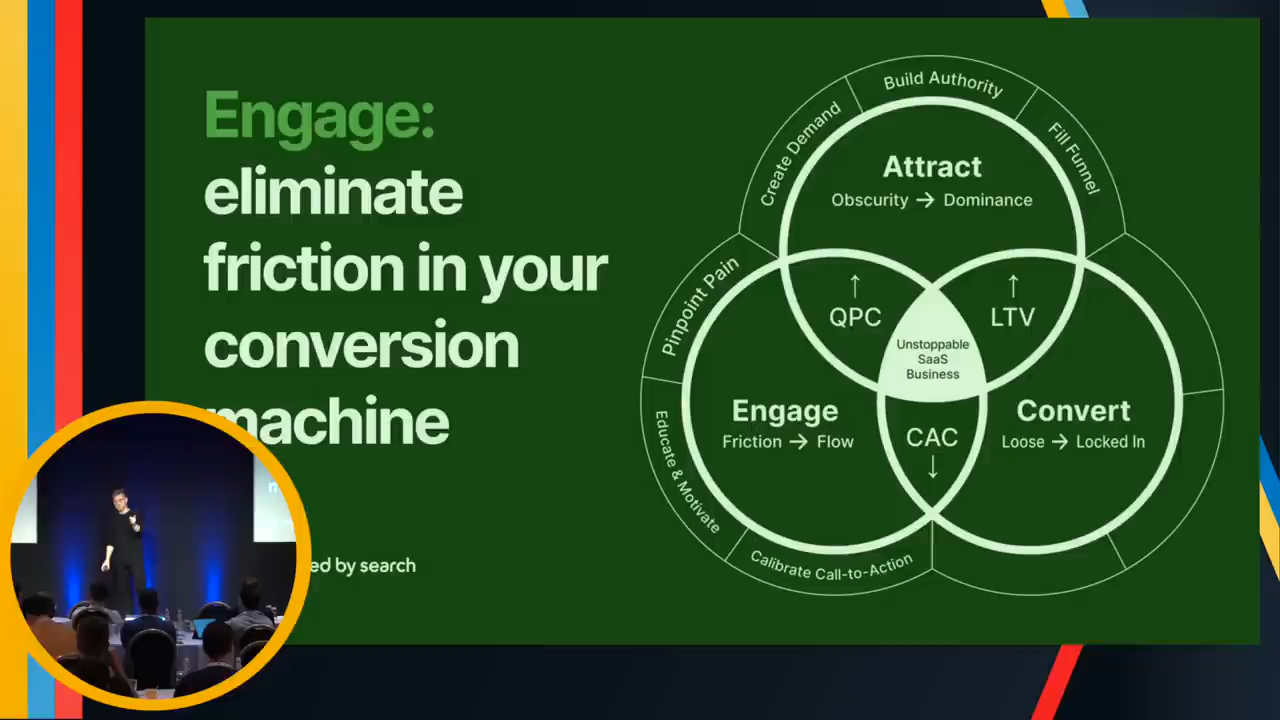 Engage:
eliminate
friction in your
conversion
machine
ed by search
Build Authority
Create Demand
Fill Funnel
Attract
Obscurity → Dominance
Pinpoint Pain
↑
QPC
↑
LTV
Unstoppable
SaaS
Business
Engage
Friction → Flow
CAC
↓
Convert
Loose → Locked In
Educate & Motivate
Calibrate Call-to-Action